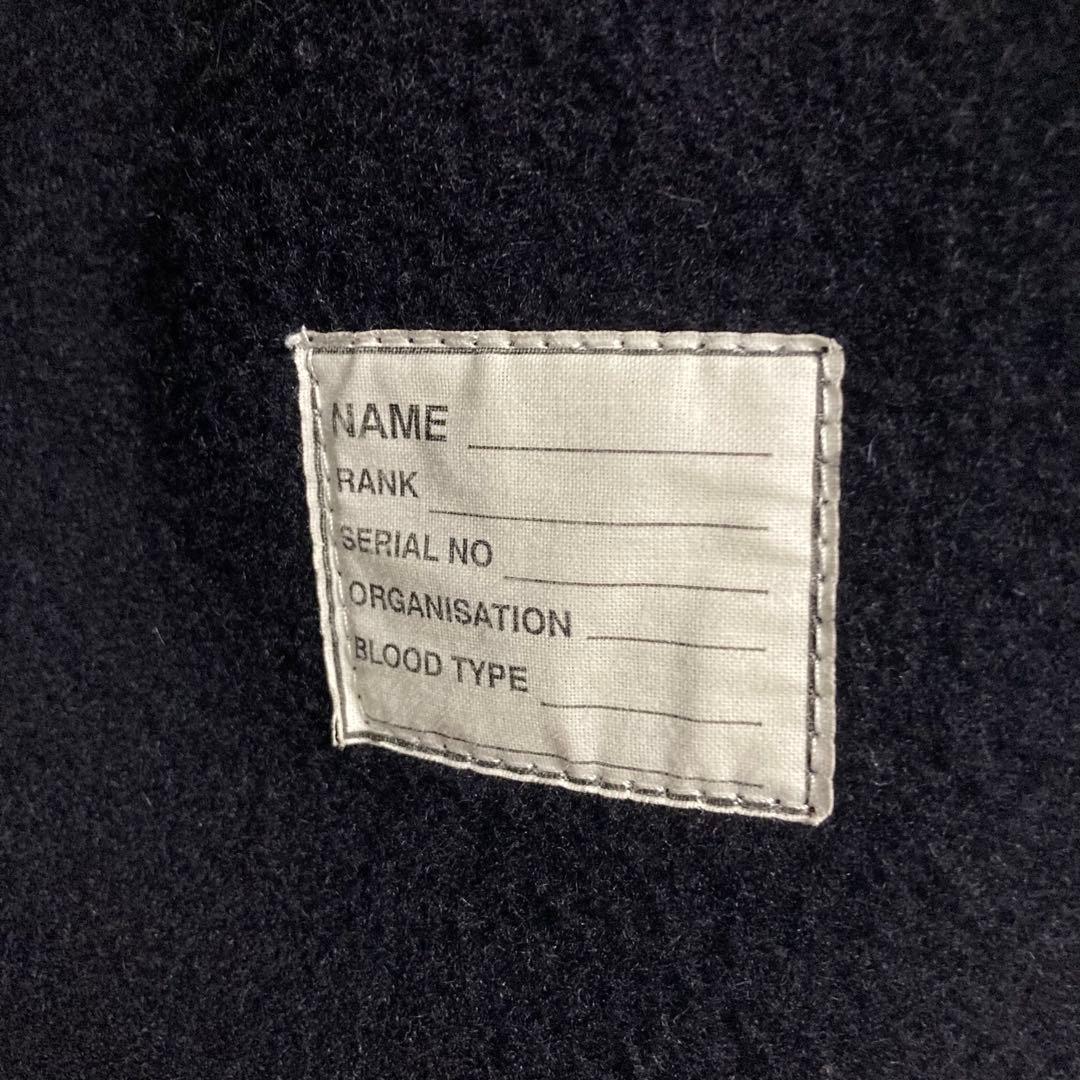 NAME
RANK
SERIAL NO
ORGANISATION
BLOOD TYPE